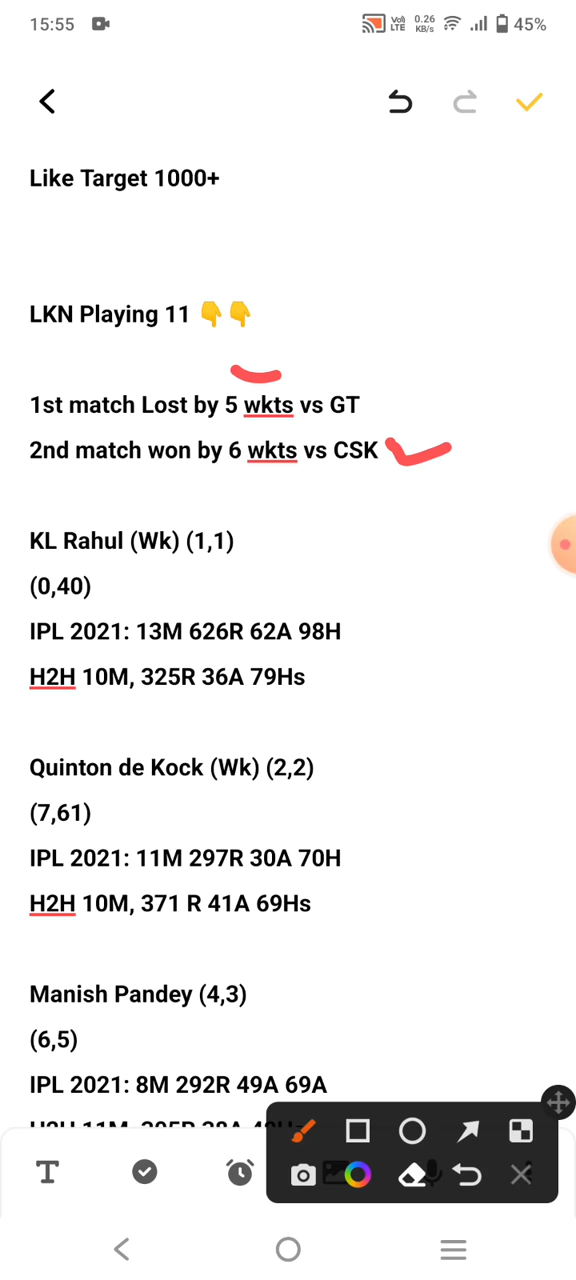 15:55
Vo) LTE 0.26 KB/s 45%
Like Target 1000+
LKN Playing 11 👇👇
1st match Lost by 5 wkts vs GT
2nd match won by 6 wkts vs CSK
KL Rahul (Wk) (1,1)
(0,40)
IPL 2021: 13M 626R 62A 98H
H2H 10M, 325R 36A 79Hs
Quinton de Kock (Wk) (2,2)
(7,61)
IPL 2021: 11M 297R 30A 70H
H2H 10M, 371 R 41A 69Hs
Manish Pandey (4,3)
(6,5)
IPL 2021: 8M 292R 49A 69A
T